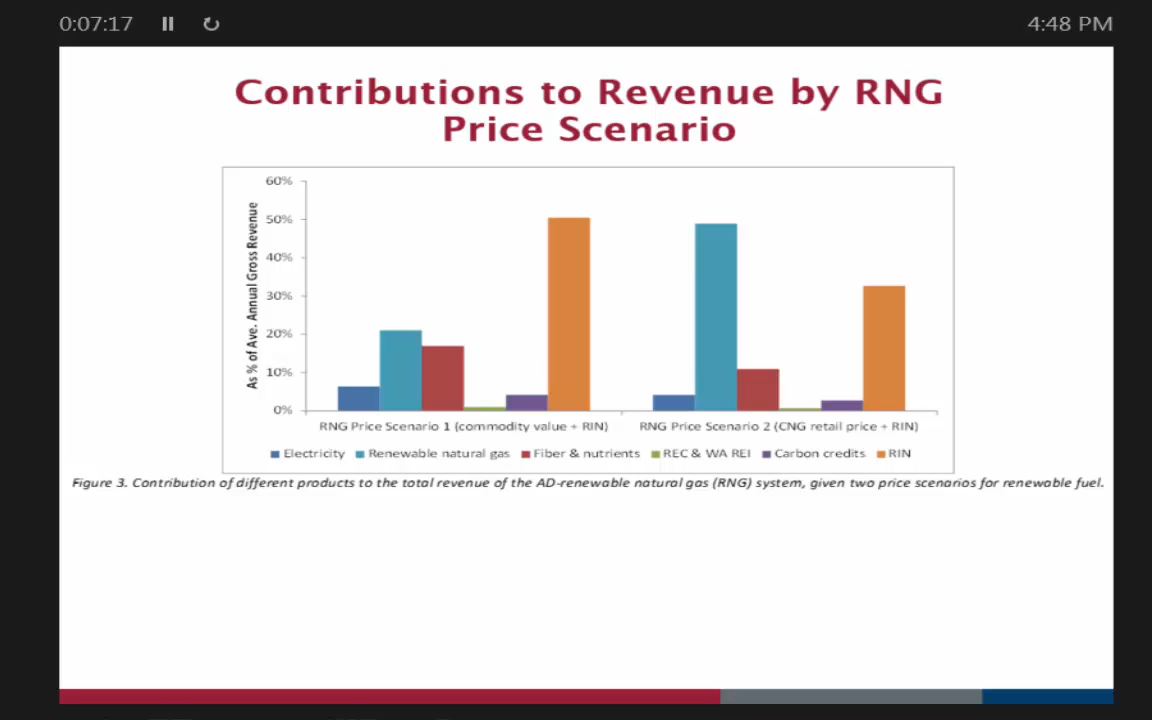 0:07:17
4:48 PM
Contributions to Revenue by RNG
Price Scenario
As % of Ave. Annual Gross Revenue
60%
50%
40%
30%
20%
10%
0%
RNG Price Scenario 1 (commodity value + RIN)
RNG Price Scenario 2 (CNG retail price + RIN)
Electricity
Renewable natural gas
Fiber & nutrients
REC & WA REI
Carbon credits
RIN
Figure 3. Contribution of different products to the total revenue of the AD-renewable natural gas (RNG) system, given two price scenarios for renewable fuel.